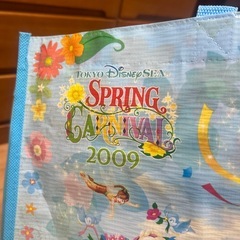 TOKYO DISNEYSEA
SPRING
CARNIVAL
2009